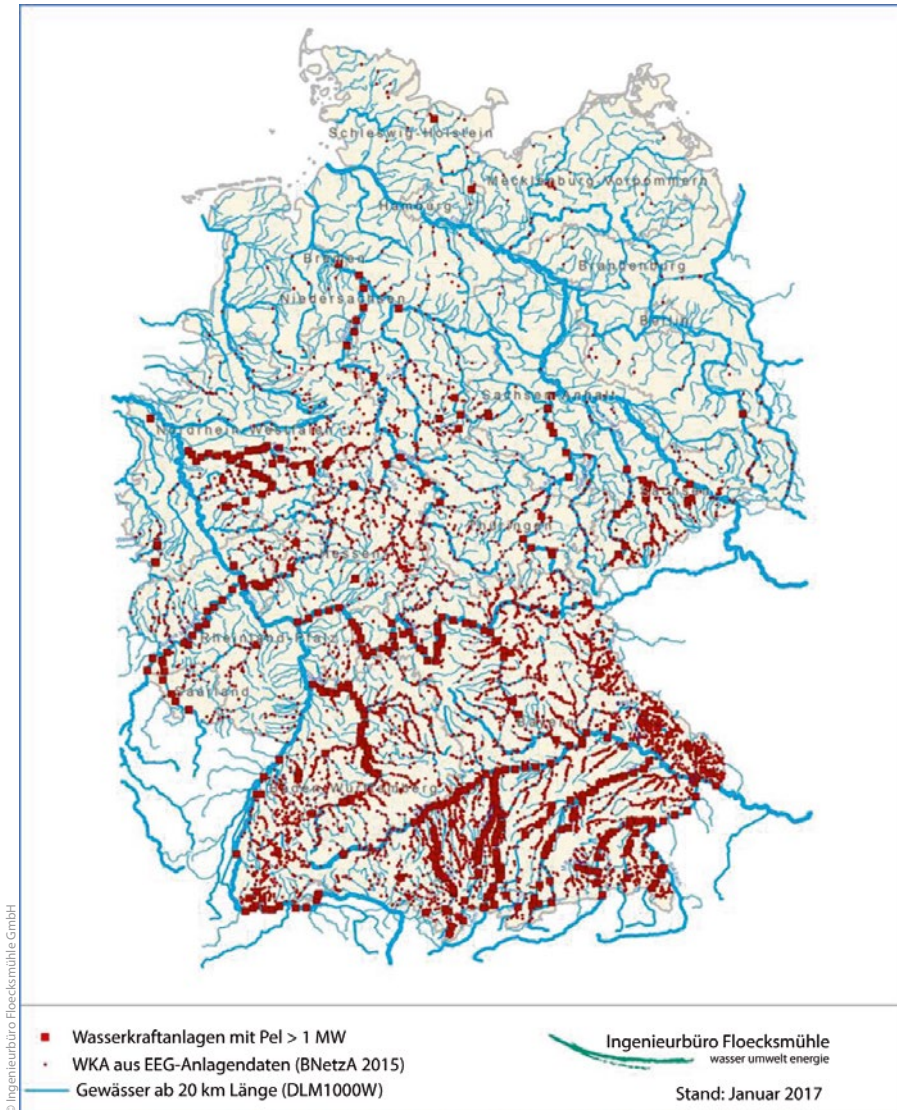 Schleswig-Holstein
Mecklenburg-Vorpommern
Hamburg
Bremen
Brandenburg
Niedersachsen
Berlin
Sachsen-Anhalt
Nordrhein-Westfalen
Sachsen
Thüringen
Hessen
Rheinland-Pfalz
Saarland
Bayern
Baden-Württemberg
© Ingenieurbüro Floecksmühle GmbH
Wasserkraftanlagen mit Pel > 1 MW
WKA aus EEG-Anlagendaten (BNetzA 2015)
Gewässer ab 20 km Länge (DLM1000W)
Ingenieurbüro Floecksmühle
wasser umwelt energie
Stand: Januar 2017